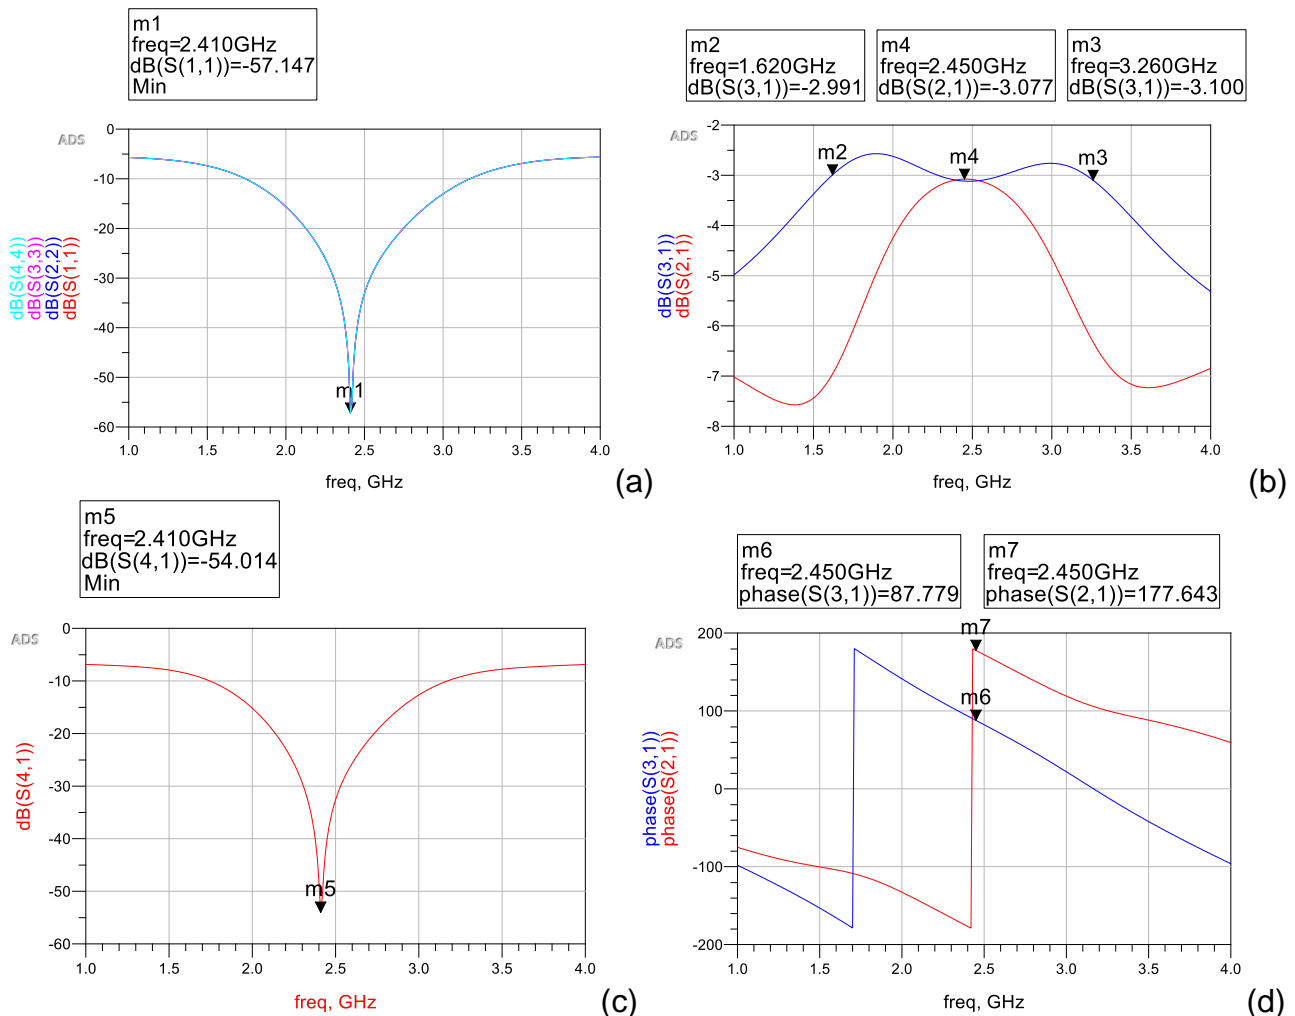 m1
freq=2.410GHz
dB(S(1,1))=-57.147
Min
ADS
0
-10
-20
-30
-40
-50
-60
m1
1.0 1.5 2.0 2.5 3.0 3.5 4.0
freq, GHz
dB(S(4,4))
dB(S(3,3))
dB(S(2,2))
dB(S(1,1))
(a)
m2
freq=1.620GHz
dB(S(3,1))=-2.991
m4
freq=2.450GHz
dB(S(2,1))=-3.077
m3
freq=3.260GHz
dB(S(3,1))=-3.100
ADS
-2
-3
-4
-5
-6
-7
-8
m2
m4
m3
1.0 1.5 2.0 2.5 3.0 3.5 4.0
freq, GHz
dB(S(3,1))
dB(S(2,1))
(b)
m5
freq=2.410GHz
dB(S(4,1))=-54.014
Min
ADS
0
-10
-20
-30
-40
-50
-60
m5
1.0 1.5 2.0 2.5 3.0 3.5 4.0
freq, GHz
dB(S(4,1))
(c)
m6
freq=2.450GHz
phase(S(3,1))=87.779
m7
freq=2.450GHz
phase(S(2,1))=177.643
ADS
200
100
0
-100
-200
m7
m6
1.0 1.5 2.0 2.5 3.0 3.5 4.0
freq, GHz
phase(S(3,1))
phase(S(2,1))
(d)